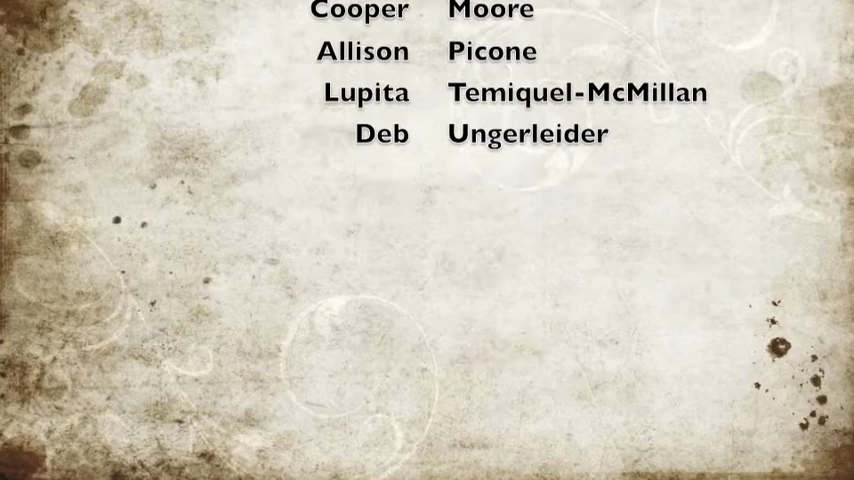 Cooper Moore
Allison Picone
Lupita Temiquel-McMillan
Deb Ungerleider